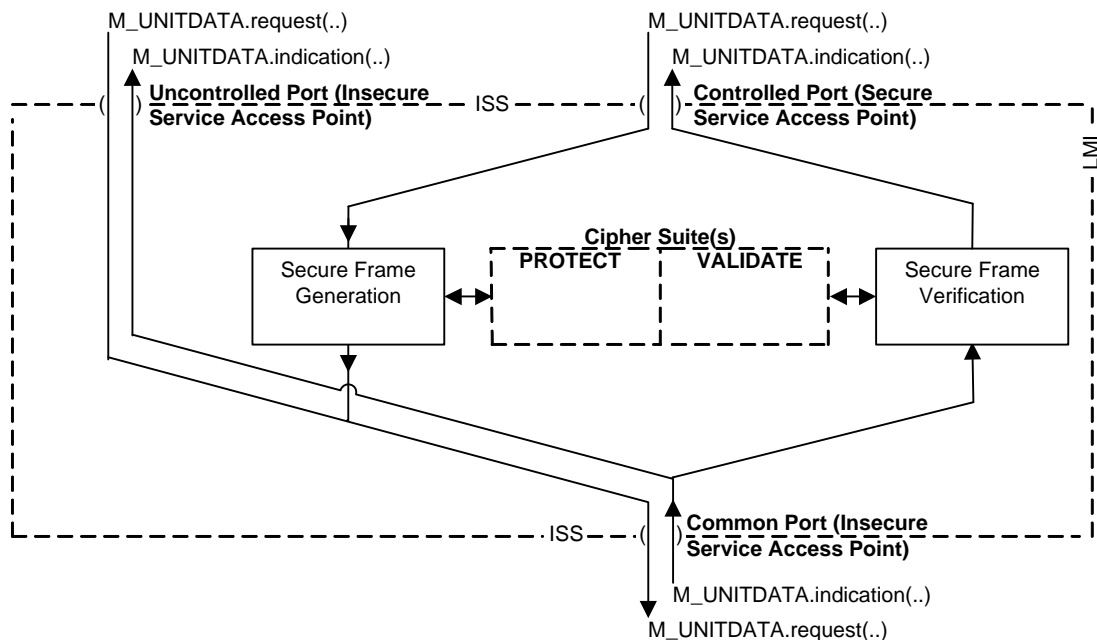 M_UNITDATA.request(..)
M_UNITDATA.indication(..)
M_UNITDATA.request(..)
M_UNITDATA.indication(..)
( ) Uncontrolled Port (Insecure
Service Access Point)
ISS
( ) Controlled Port (Secure
Service Access Point)
LMI
Cipher Suite(s)
PROTECT
VALIDATE
Secure Frame
Generation
Secure Frame
Verification
ISS
( ) Common Port (Insecure
Service Access Point)
M_UNITDATA.indication(..)
M_UNITDATA.request(..)